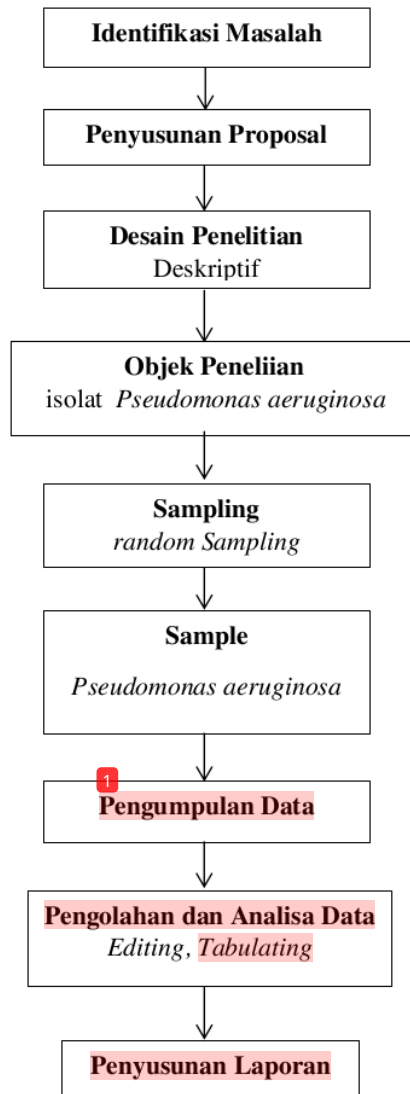 Identifikasi Masalah
Penyusunan Proposal
Desain Penelitian
Deskriptif
Objek Peneliian
isolat Pseudomonas aeruginosa
Sampling
random Sampling
Sample
Pseudomonas aeruginosa
1
Pengumpulan Data
Pengolahan dan Analisa Data
Editing, Tabulating
Penyusunan Laporan